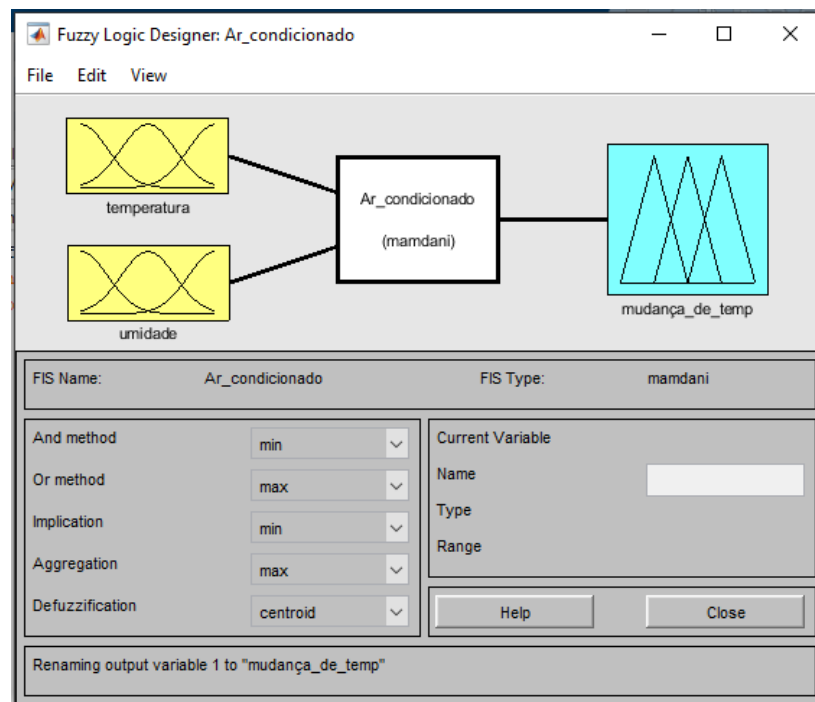 Fuzzy Logic Designer: Ar_condicionado
File Edit View
temperatura
umidade
Ar_condicionado
(mamdani)
mudança_de_temp
FIS Name: Ar_condicionado FIS Type: mamdani
And method min
Or method max
Implication min
Aggregation max
Defuzzification centroid
Current Variable
Name
Type
Range
Help Close
Renaming output variable 1 to "mudança_de_temp"